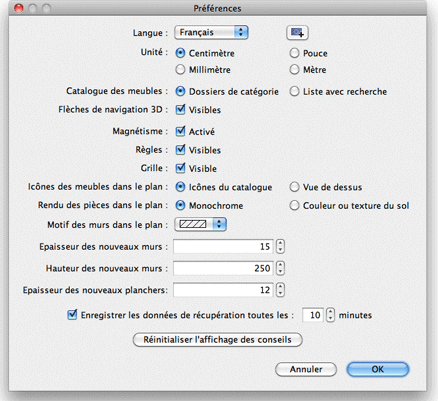 Préférences
Langue : Français
Unité : Centimètre Pouce
Millimètre Mètre
Catalogue des meubles : Dossiers de catégorie Liste avec recherche
Flèches de navigation 3D : Visibles
Magnétisme : Activé
Règles : Visibles
Grille : Visible
Icônes des meubles dans le plan : Icônes du catalogue Vue de dessus
Rendu des pièces dans le plan : Monochrome Couleur ou texture du sol
Motif des murs dans le plan :
Epaisseur des nouveaux murs : 15
Hauteur des nouveaux murs : 250
Epaisseur des nouveaux planchers : 12
Enregistrer les données de récupération toutes les : 10 minutes
Réinitialiser l'affichage des conseils
Annuler OK